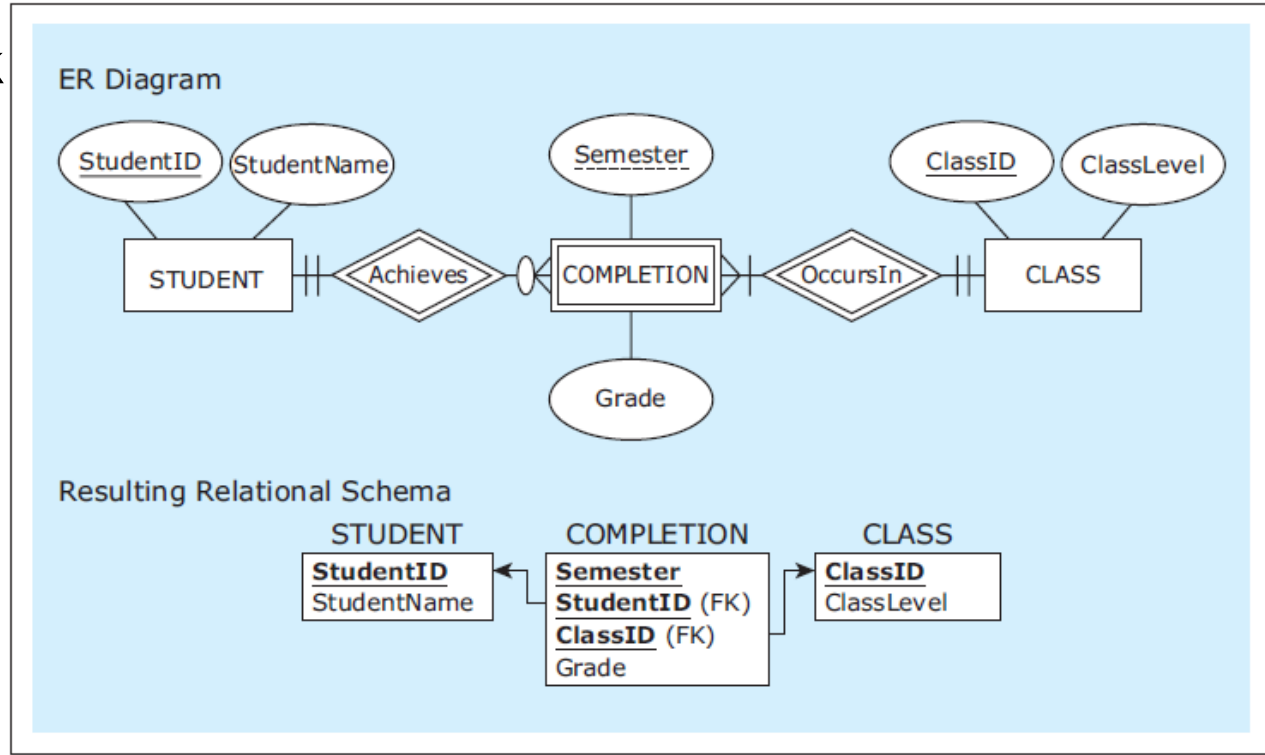 ER Diagram
StudentID
StudentName
Semester
ClassID
ClassLevel
STUDENT
Achieves
COMPLETION
OccursIn
CLASS
Grade
Resulting Relational Schema
STUDENT
StudentID
StudentName
COMPLETION
Semester
StudentID (FK)
ClassID (FK)
Grade
CLASS
ClassID
ClassLevel